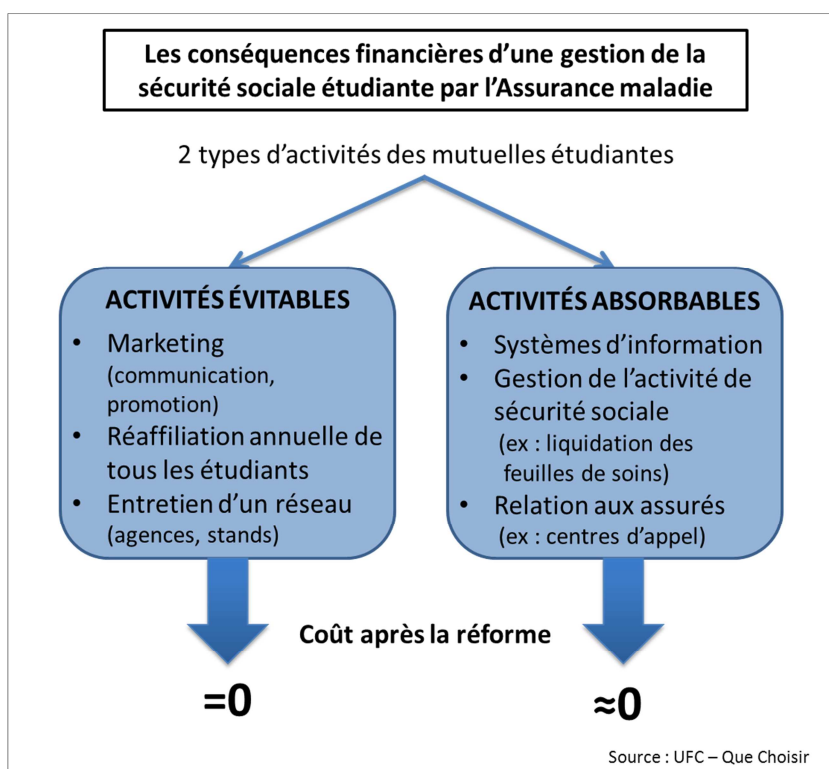 Les conséquences financières d'une gestion de la
sécurité sociale étudiante par l'Assurance maladie
2 types d'activités des mutuelles étudiantes
ACTIVITÉS ÉVITABLES
• Marketing
(communication,
promotion)
• Réaffiliation annuelle de
tous les étudiants
• Entretien d'un réseau
(agences, stands)
ACTIVITÉS ABSORBABLES
• Systèmes d'information
• Gestion de l'activité de
sécurité sociale
(ex : liquidation des
feuilles de soins)
• Relation aux assurés
(ex : centres d'appel)
Coût après la réforme
=0
≈0
Source : UFC – Que Choisir